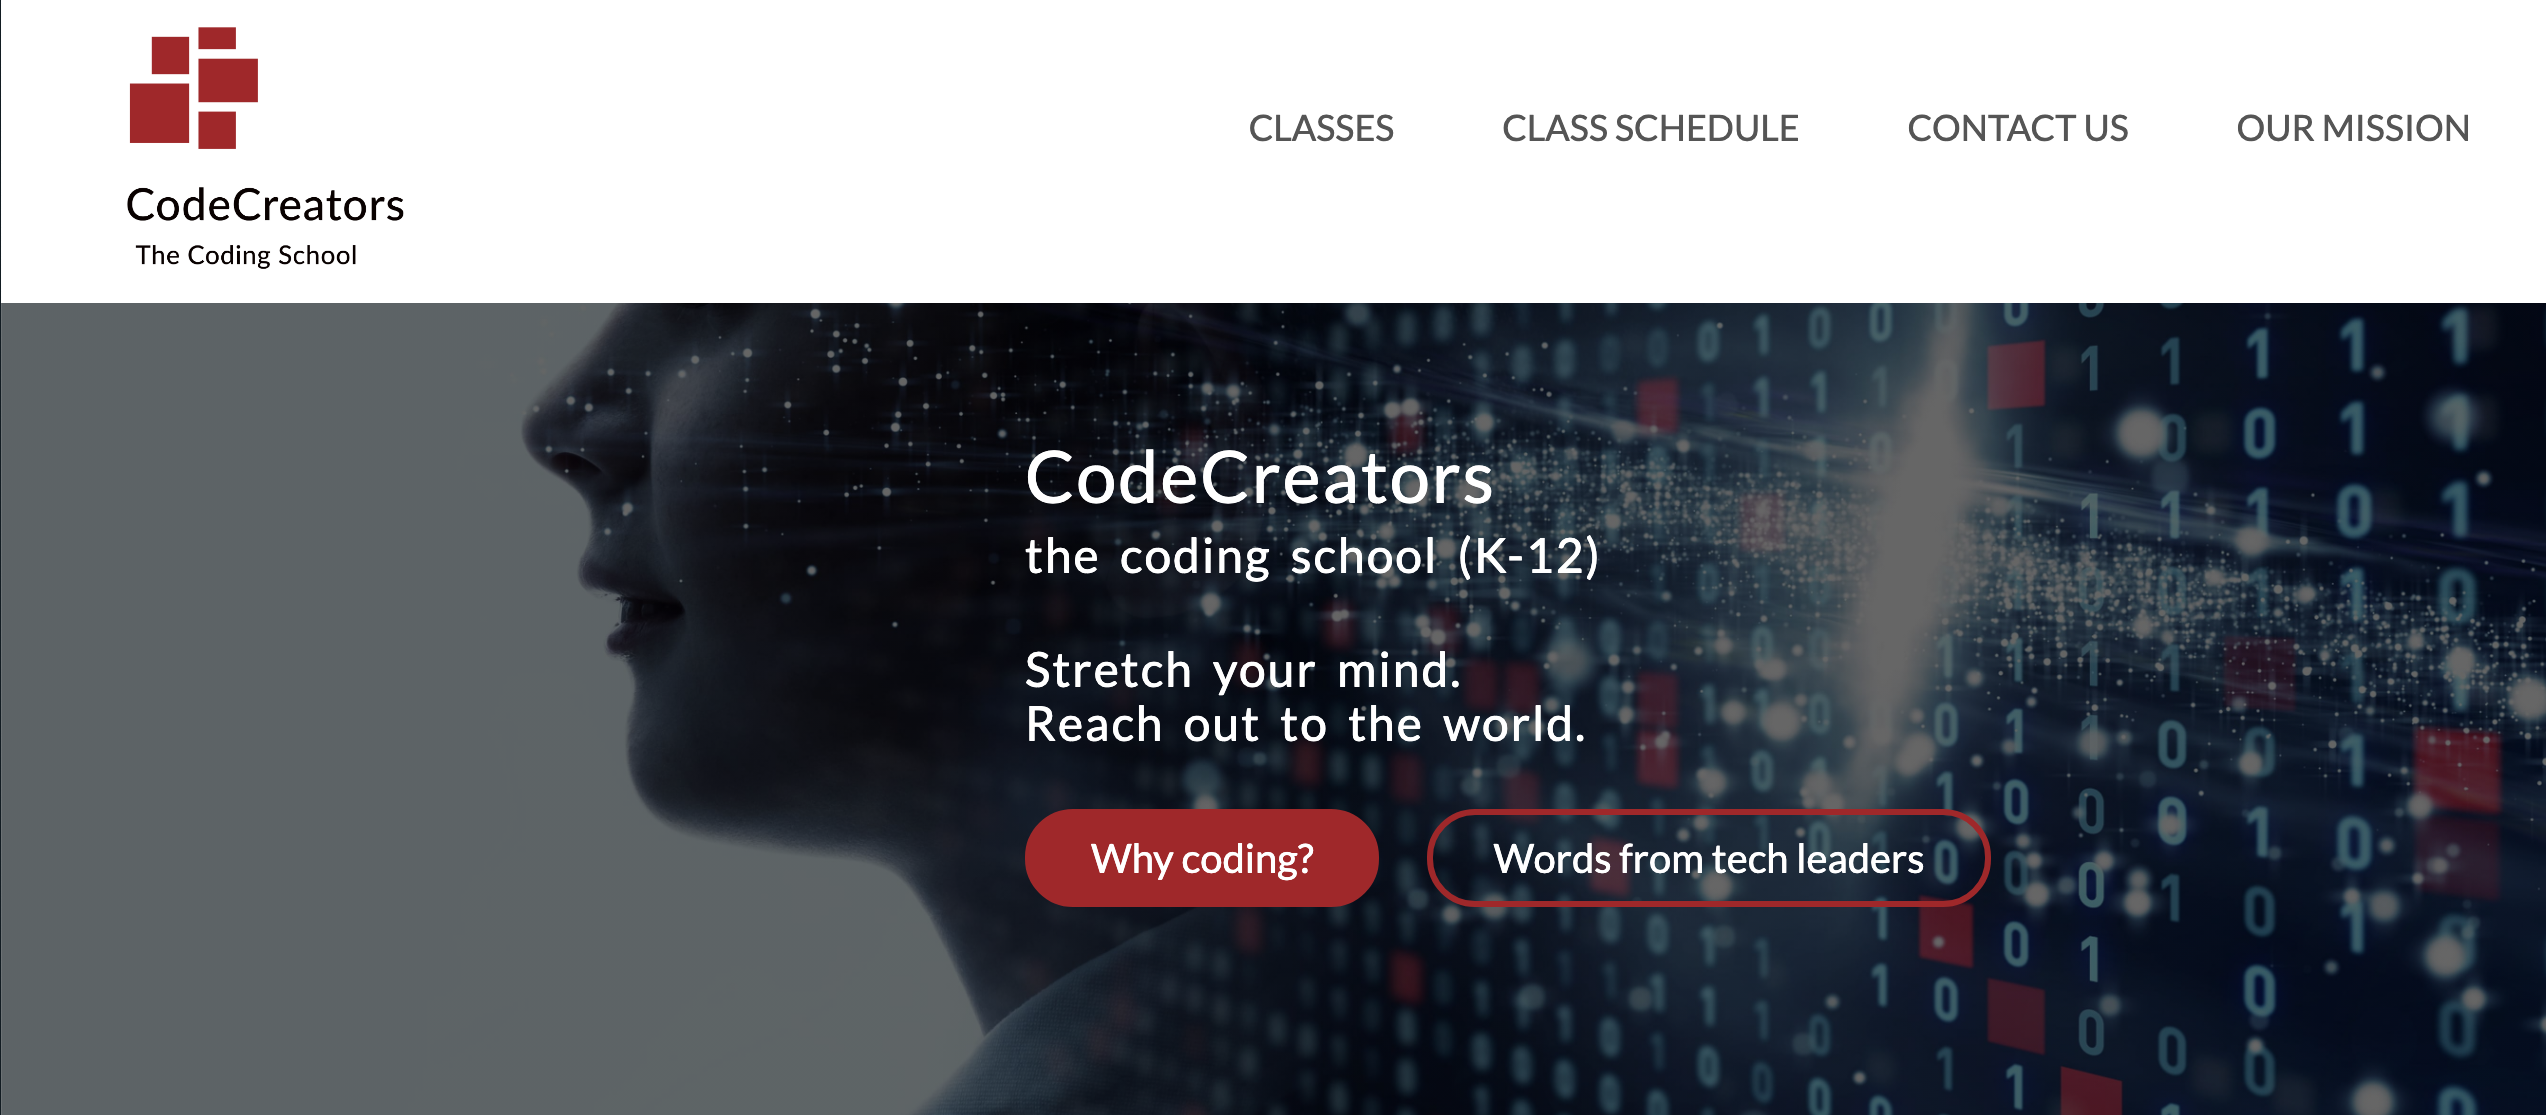 CodeCreators
The Coding School
CLASSES
CLASS SCHEDULE
CONTACT US
OUR MISSION
CodeCreators
the coding school (K-12)
Stretch your mind.
Reach out to the world.
Why coding?
Words from tech leaders